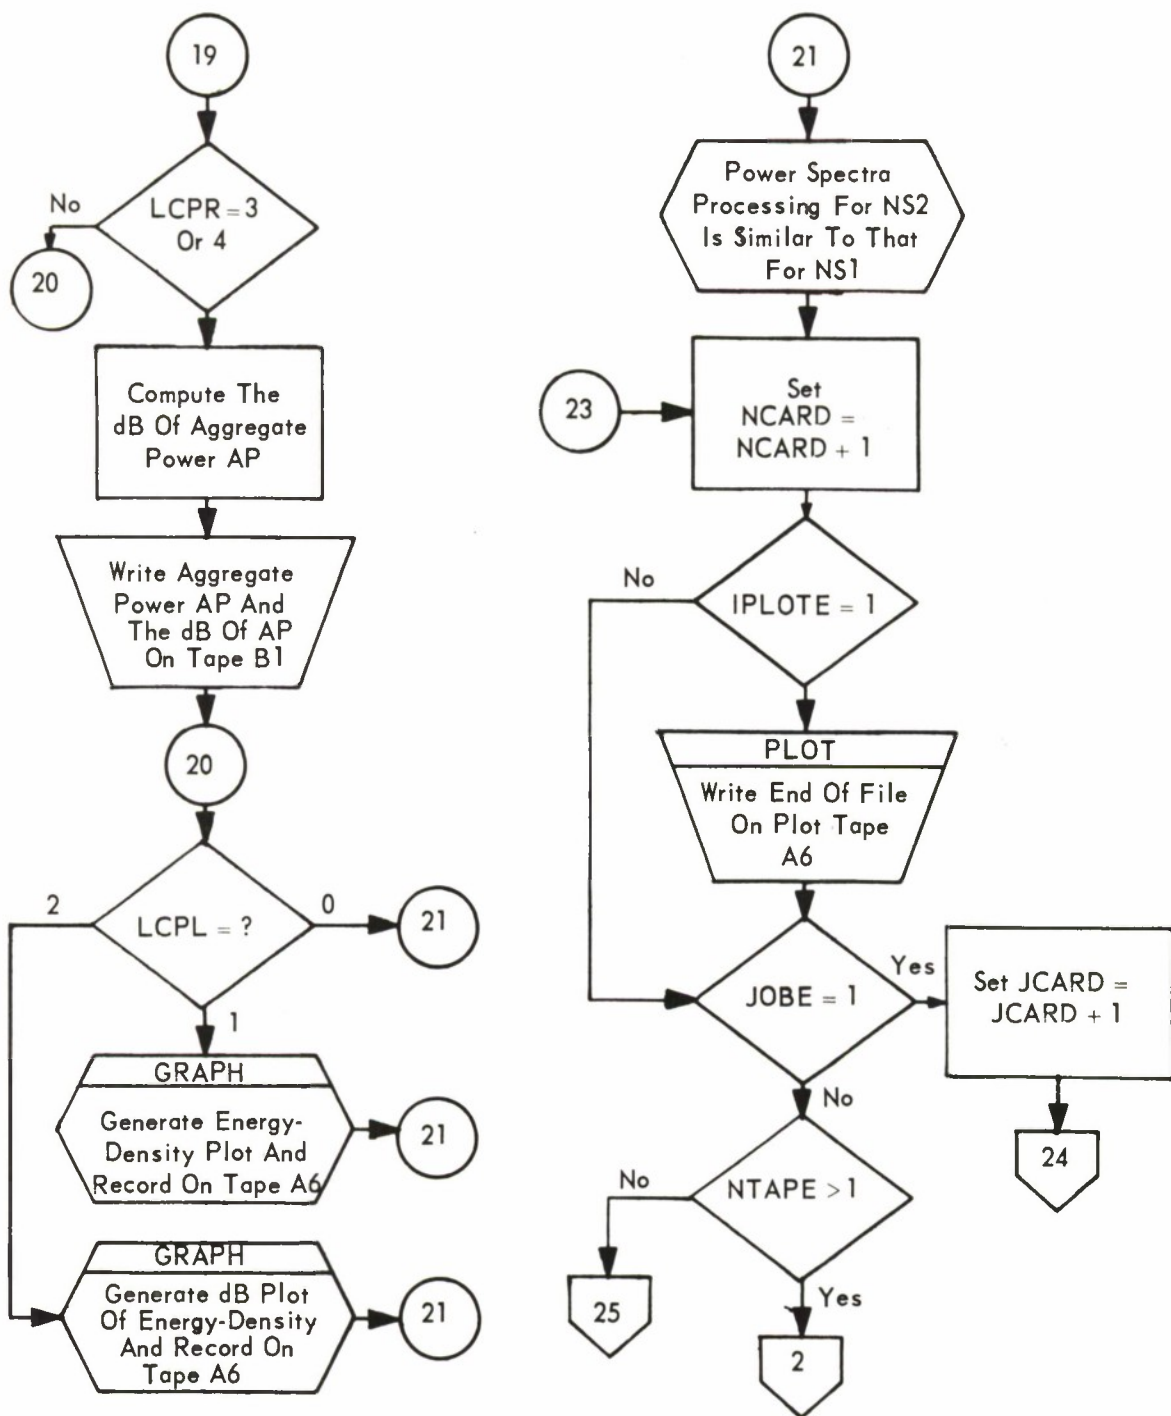 19
LCPR = 3
Or 4
No
20
Compute The
dB Of Aggregate
Power AP
Write Aggregate
Power AP And
The dB Of AP
On Tape B1
20
2
LCPL = ?
0
21
1
GRAPH
Generate Energy-
Density Plot And
Record On Tape A6
21
GRAPH
Generate dB Plot
Of Energy-Density
And Record On
Tape A6
21
21
Power Spectra
Processing For NS2
Is Similar To That
For NS1
23
Set
NCARD =
NCARD + 1
No
IPLOTE = 1
PLOT
Write End Of File
On Plot Tape
A6
JOBE = 1
Yes
Set JCARD =
JCARD + 1
24
No
NTAPE > 1
No
25
Yes
2